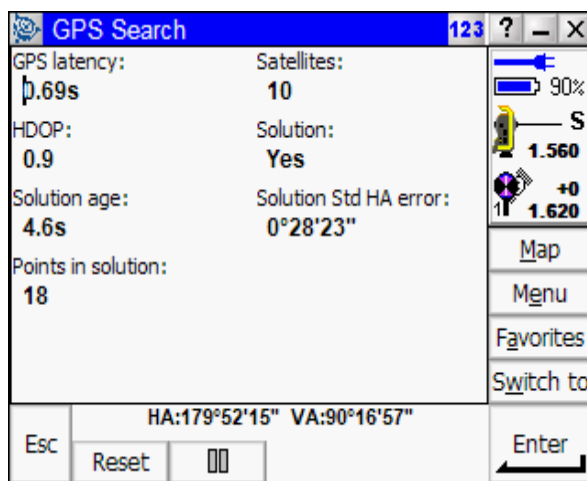 GPS Search 123 ? – X
GPS latency: Satellites:
0.69s 10
HDOP: Solution:
0.9 Yes
Solution age: Solution Std HA error:
4.6s 0°28'23"
Points in solution:
18
90%
S
1.560
+0
1 1.620
Map
Menu
Favorites
Switch to
HA:179°52'15" VA:90°16'57"
Esc
Reset
Enter